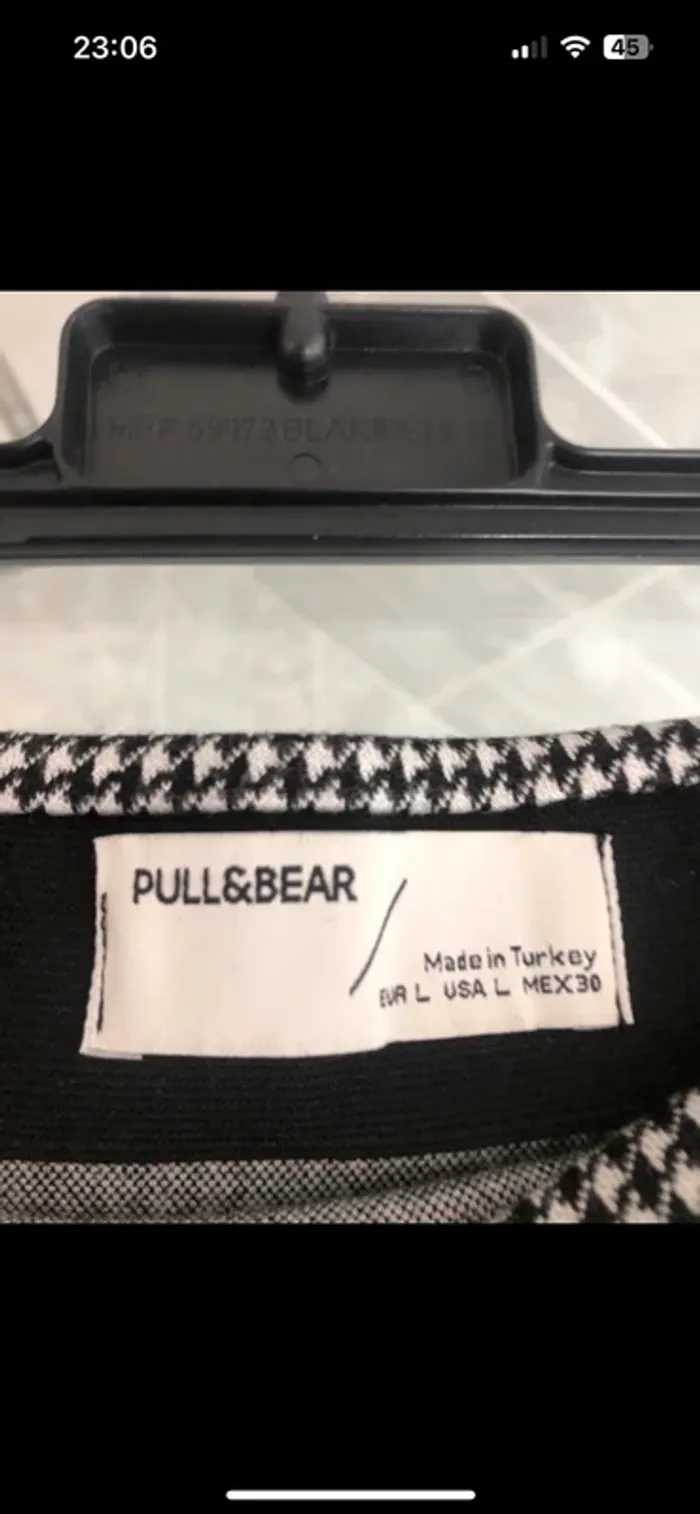 23:06
45
PULL&BEAR
Made in Turkey
EUR L USA L MEX30